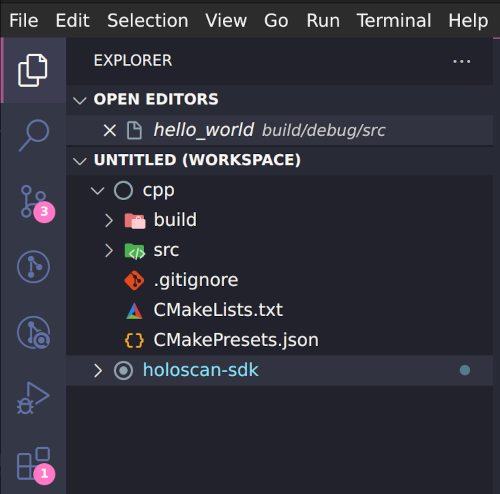 File Edit Selection View Go Run Terminal Help
EXPLORER
OPEN EDITORS
hello_world build/debug/src
UNTITLED (WORKSPACE)
cpp
build
src
.gitignore
CMakeLists.txt
CMakePresets.json
holoscan-sdk
3
1